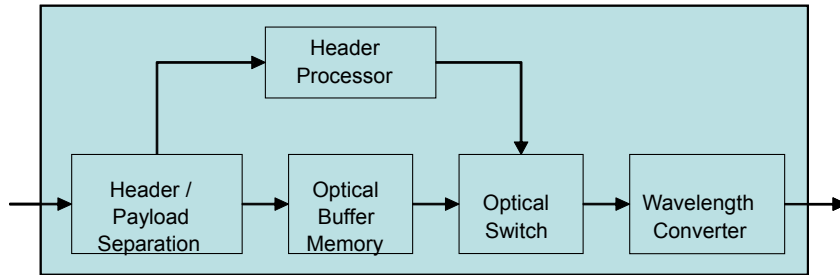 Header
Processor
Header /
Payload
Separation
Optical
Buffer
Memory
Optical
Switch
Wavelength
Converter